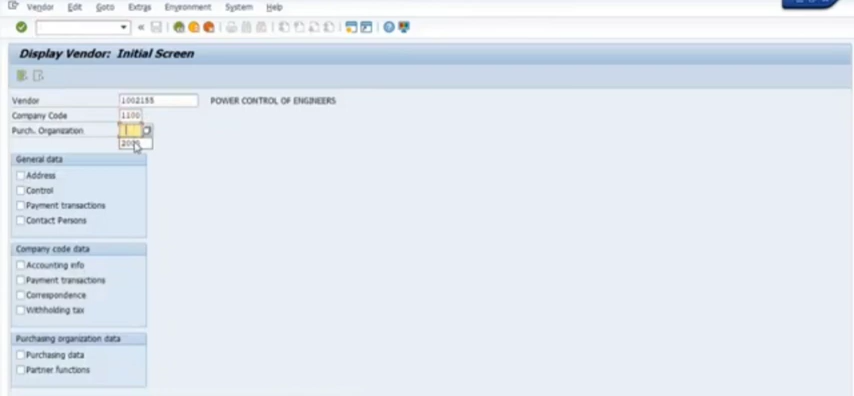 Vendor Edit Goto Extras Environment System Help
Display Vendor: Initial Screen
Vendor 1002155 POWER CONTROL OF ENGINEERS
Company Code 1100
Purch. Organization
General data
Address
Control
Payment transactions
Contact Persons
Company code data
Accounting info
Payment transactions
Correspondence
Withholding tax
Purchasing organization data
Purchasing data
Partner functions